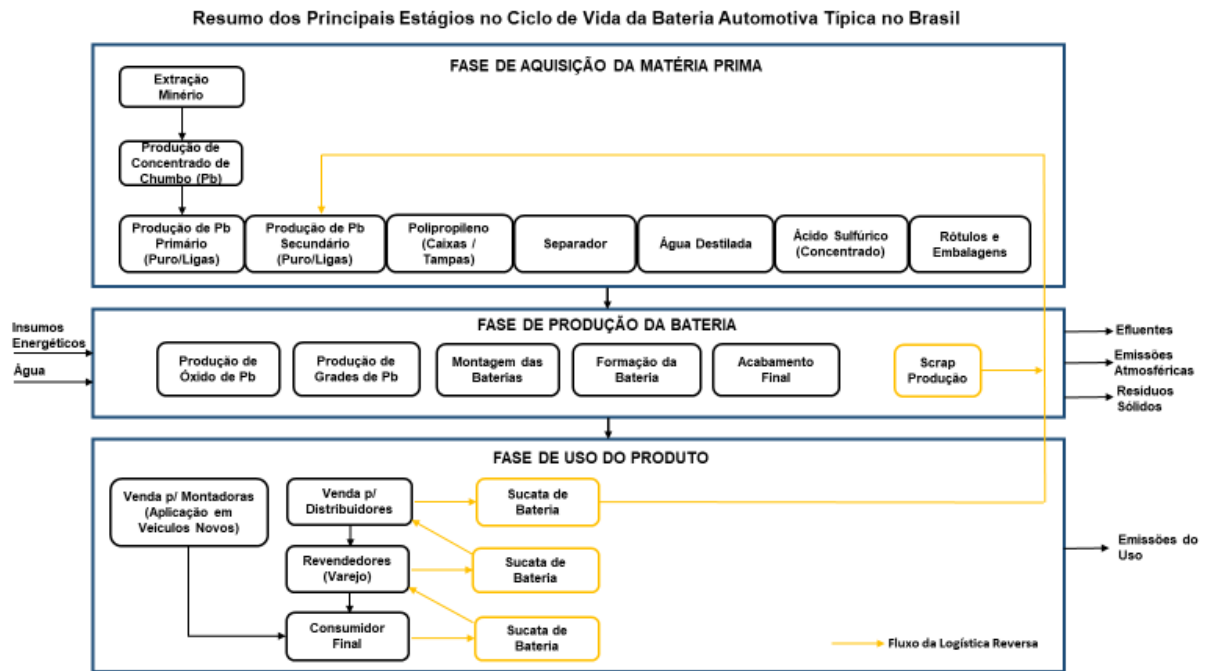 Resumo dos Principais Estágios no Ciclo de Vida da Bateria Automotiva Típica no Brasil
FASE DE AQUISIÇÃO DA MATÉRIA PRIMA
Extração
Minério
Produção de
Concentrado de
Chumbo (Pb)
Produção de Pb
Primário
(Puro/Ligas)
Produção de Pb
Secundário
(Puro/Ligas)
Polipropileno
(Caixas /
Tampas)
Separador
Água Destilada
Ácido Sulfúrico
(Concentrado)
Rótulos e
Embalagens
FASE DE PRODUÇÃO DA BATERIA
Insumos
Energéticos
Água
Produção de
Óxido de Pb
Produção de
Grades de Pb
Montagem das
Baterias
Formação da
Bateria
Acabamento
Final
Scrap
Produção
Efluentes
Emissões
Atmosféricas
Resíduos
Sólidos
FASE DE USO DO PRODUTO
Venda p/ Montadoras
(Aplicação em
Veiculos Novos)
Venda p/
Distribuidores
Sucata de
Bateria
Revendedores
(Varejo)
Sucata de
Bateria
Consumidor
Final
Sucata de
Bateria
Emissões do
Uso
Fluxo da Logística Reversa